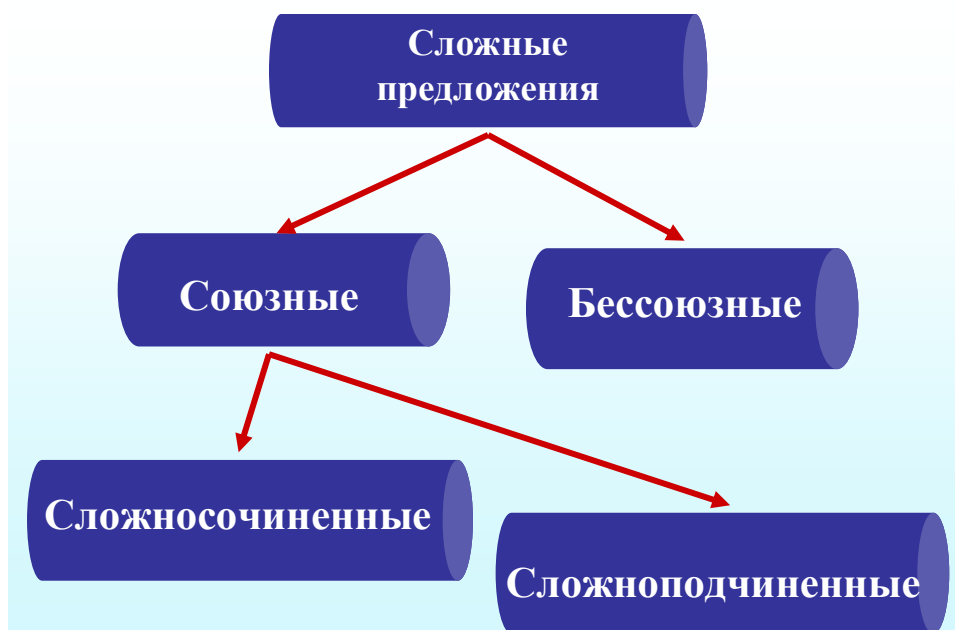 Сложные
предложения
Союзные
Бессоюзные
Сложносочиненные
Сложноподчиненные